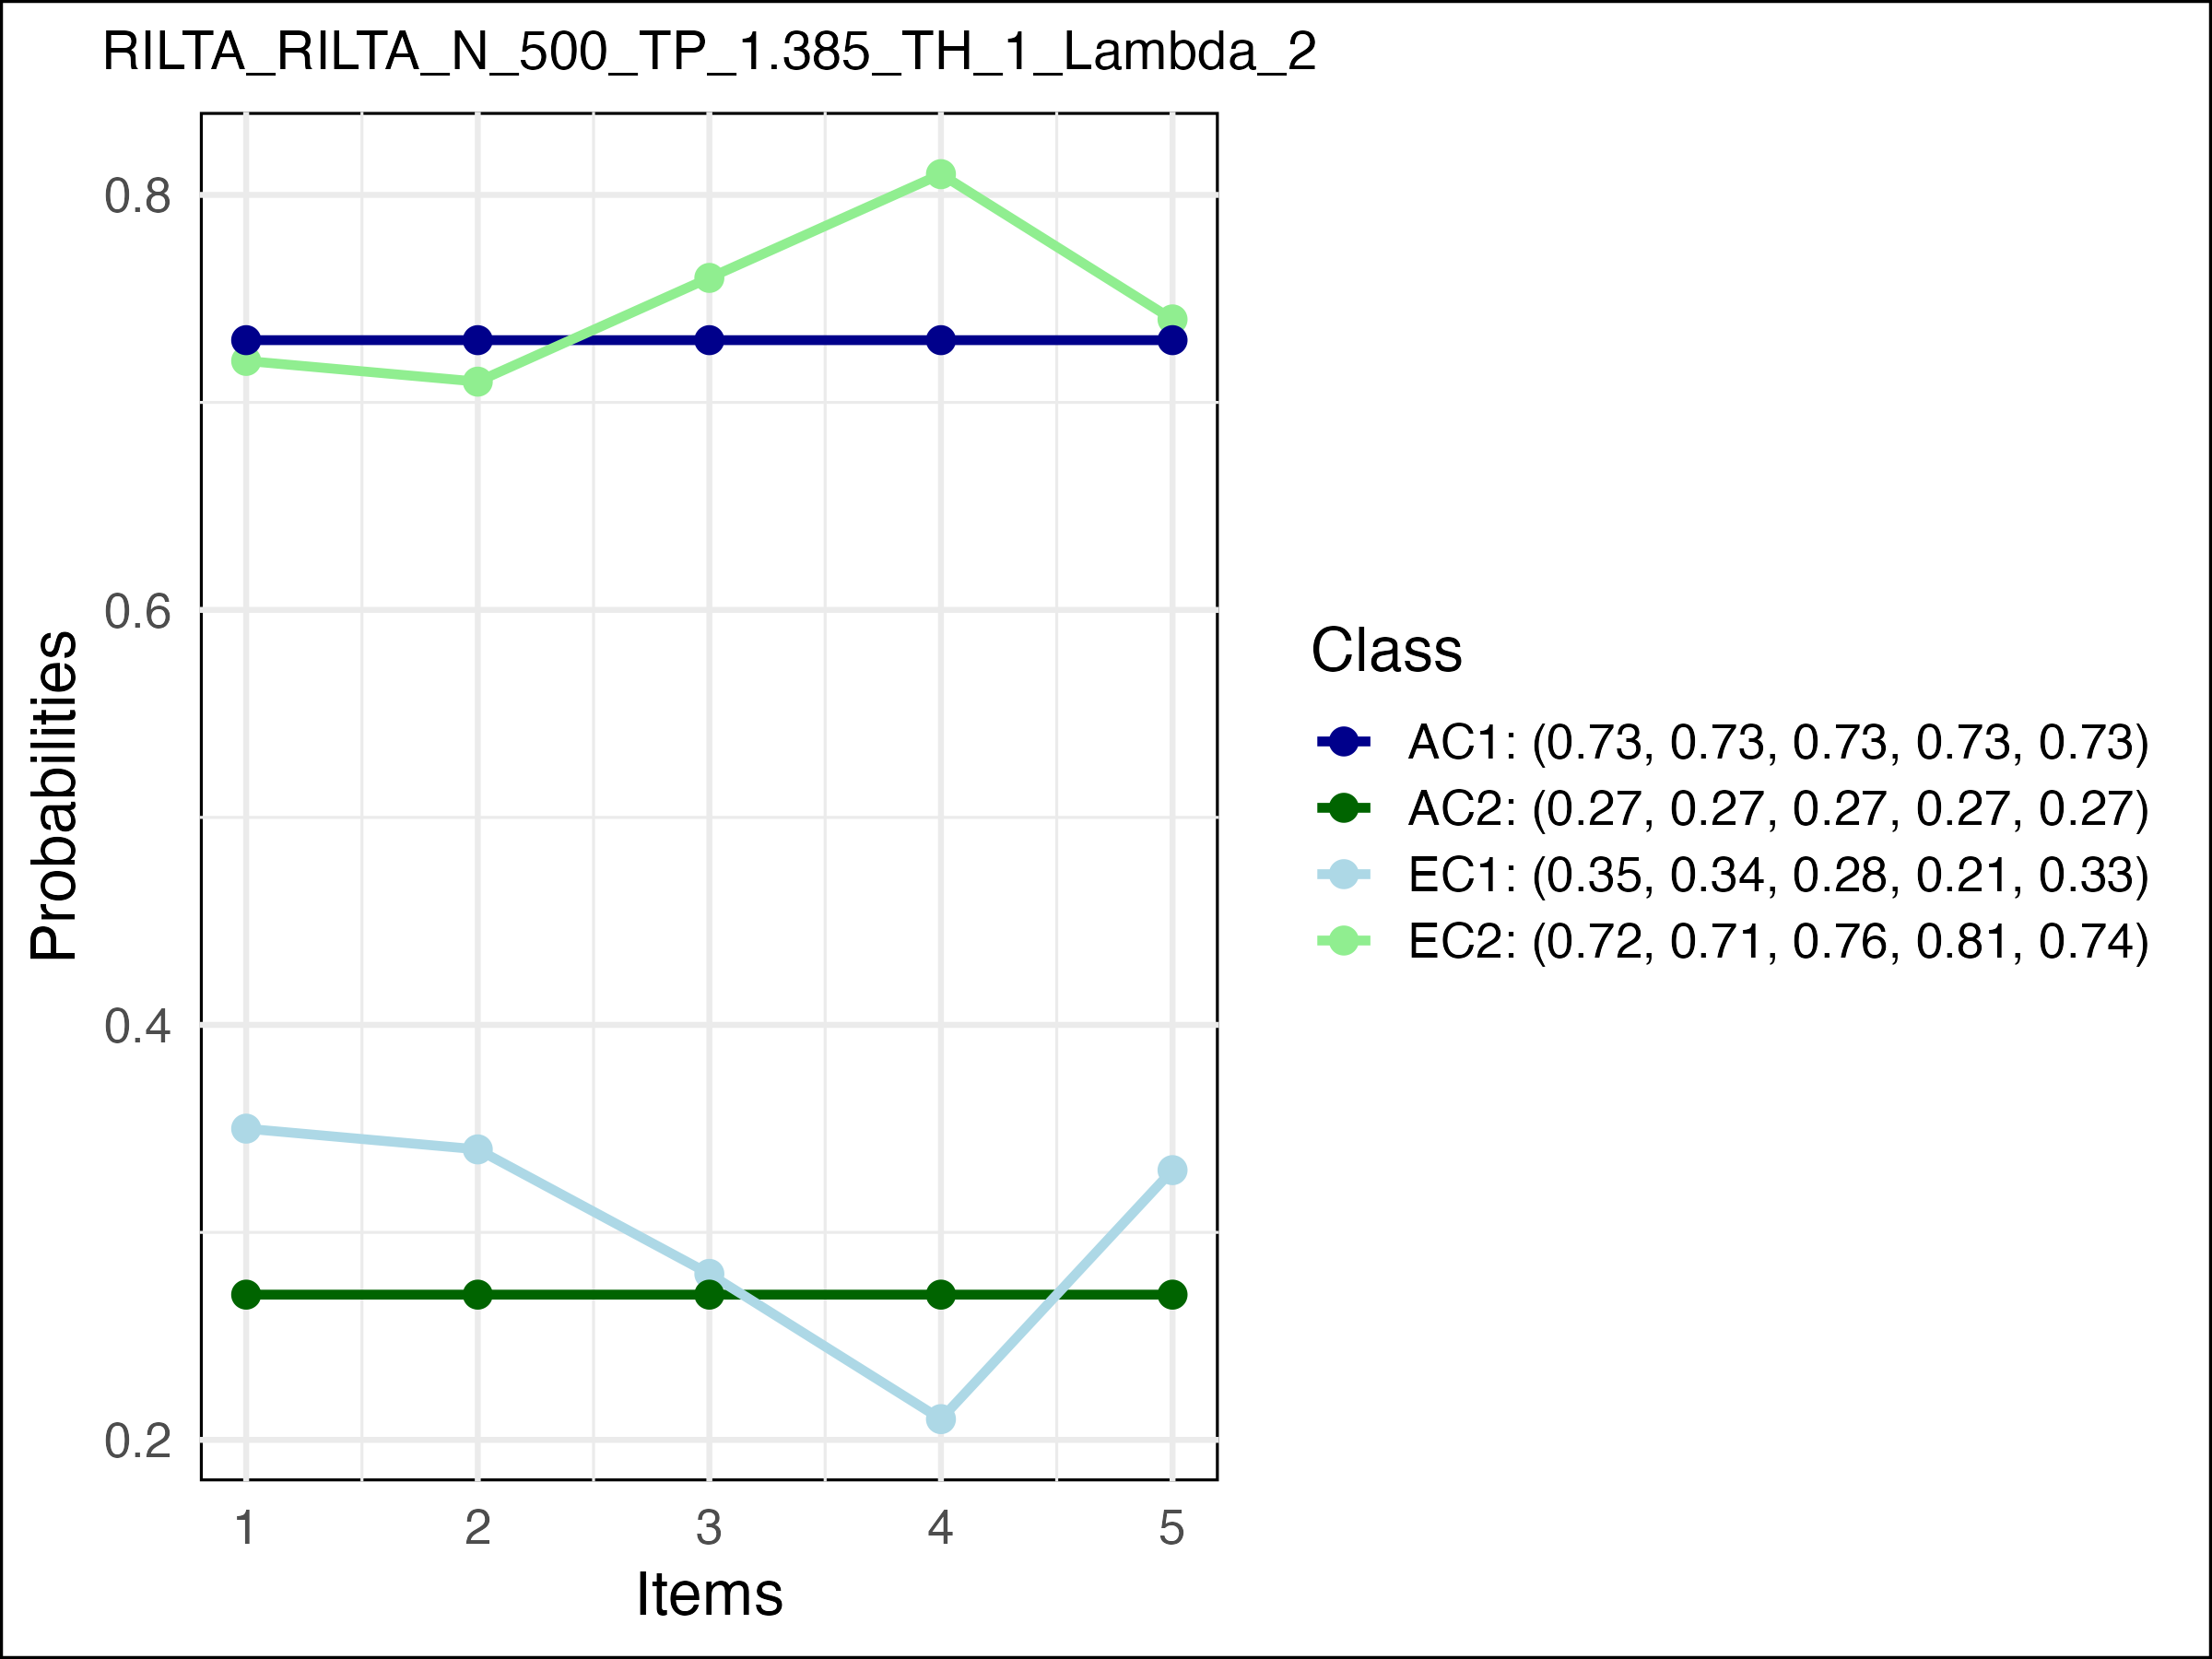 RILTA_RILTA_N_500_TP_1.385_TH_1_Lambda_2
0.8
0.6
0.4
0.2
Probabilities
1 2 3 4 5
Items
Class
AC1: (0.73, 0.73, 0.73, 0.73, 0.73)
AC2: (0.27, 0.27, 0.27, 0.27, 0.27)
EC1: (0.35, 0.34, 0.28, 0.21, 0.33)
EC2: (0.72, 0.71, 0.76, 0.81, 0.74)